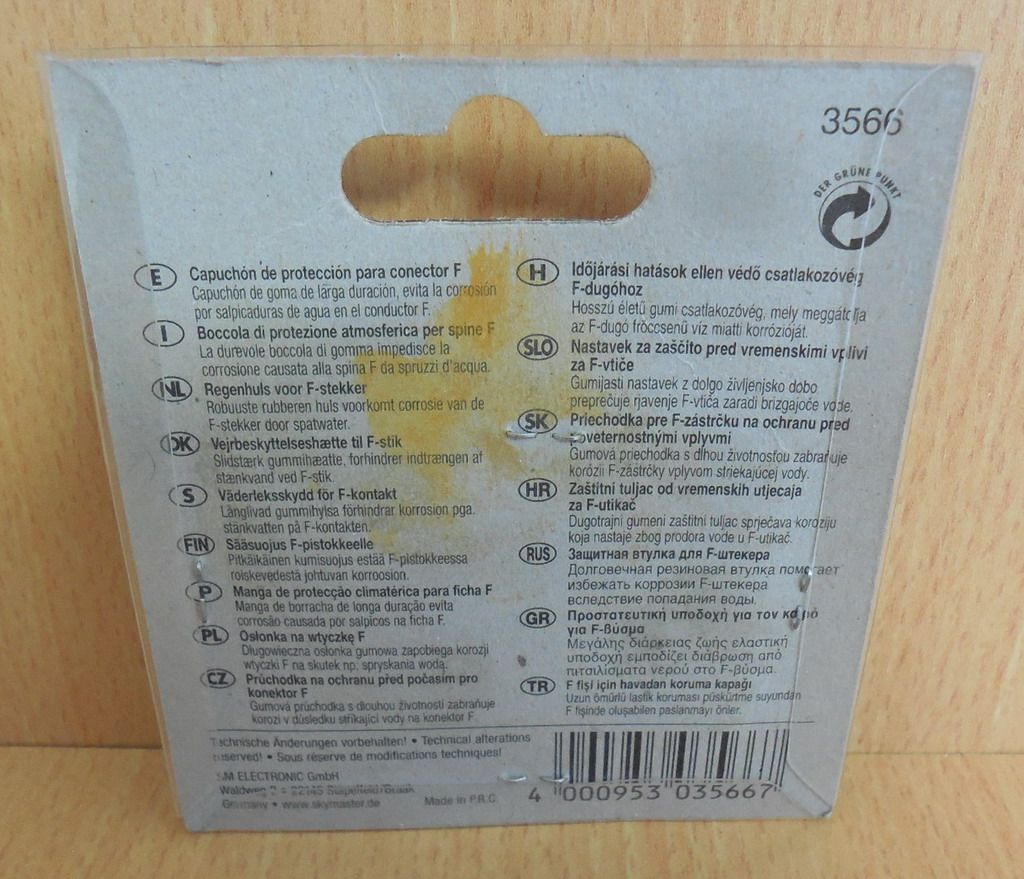 3566
DER GRÜNE PUNKT
E Capuchón de protección para conector F
Capuchón de goma de larga duración, evita la corrosión
por salpicaduras de agua en el conductor F.
I Boccola di protezione atmosferica per spine F
La durevole boccola di gomma impedisce la
corrosione causata alla spina F da spruzzi d'acqua.
NL Regenhuls voor F-stekker
Robuuste rubberen huls voorkomt corrosie van de
F-stekker door spatwater.
DK Vejrbeskyttelseshætte til F-stik
Slidstærk gummihæatte, forhindrer indtrængen af
stænkvand ved F-stik.
S Väderleksskydd för F-kontakt
Långlivad gummihylsa förhindrar korrosion pga.
stänkvatten på F-kontakten.
FIN Sääsuojus F-pistokkeelle
Pitkäikäinen kumisuojus estää F-pistokkeessa
roiskevedestä johtuvan korroosion.
P Manga de protecção climatérica para ficha F
Manga de borracha de longa duração evita
corrosão causada por salpicos na ficha F.
PL Osłonka na wtyczkę F
Długowieczna osłonka gumowa zapobiega korozji
wtyczki F na skutek np. spryskania wodą.
CZ Průchodka na ochranu před počasím pro
konektor F
Gumová průchodka s dlouhou životností zabraňuje
korozi v důsledku stříkající vody na konektor F.
H Időjárási hatások ellen védő csatlakozóvég
F-dugóhoz
Hosszú életű gumi csatlakozóvég, mely meggátolja
az F-dugó fröccsenű víz miatti korrózióját.
SLO Nastavek za zaščito pred vremenskimi vplivi
za F-vtiče
Gumijasti nastavek z dolgo življenjsko dobo
preprečuje rjavenje F-vtiča zaradi brizgajoče vode.
SK Priechodka pre F-zástrčku na ochranu pred
poveternostnými vplyvmi
Gumová priechodka s dlhou životnosťou zabraňuje
korózii F-zástrčky vplyvom striekajúcej vody.
HR Zaštitni tuljac od vremenskih utjecaja
za F-utikač
Dugotrajni gumeni zaštitni tuljac sprječava koroziju
koja nastaje zbog prodora vode u F-utikač.
RUS Защитная втулка для F-штекера
Долговечная резиновая втулка помогает
избежать коррозии F-штекера
вследствие попадания воды.
GR Προστατευτική υποδοχή για τον καιρό
για F-βύσμα
Μεγάλης διάρκειας ζωής ελαστική
υποδοχή εμποδίζει διάβρωση από
πιτσιλίσματα νερού στο F-βύσμα.
TR F fişi için havadan koruma kapağı
Uzun ömürlü lastik koruması püskürtme suyundan
F fişinde oluşabilen paslanmayı önler.
Technische Änderungen vorbehalten! • Technical alterations
reserved! • Sous réserve de modifications techniques!
SM ELECTRONIC GmbH
Waldweg
Germany • www.skymaster.de
Made in P.R.C.
4 000953 035667